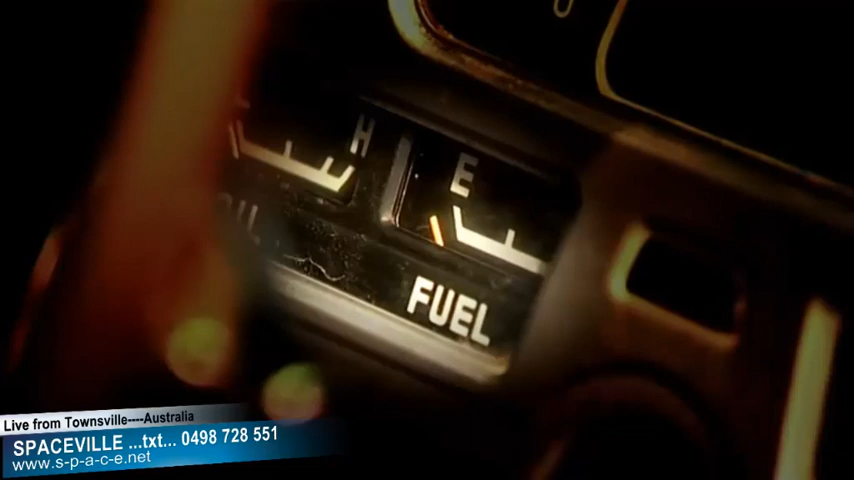 H
E
FUEL
Live from Townsville----Australia
SPACEVILLE ...txt... 0498 728 551
www.s-p-a-c-e.net